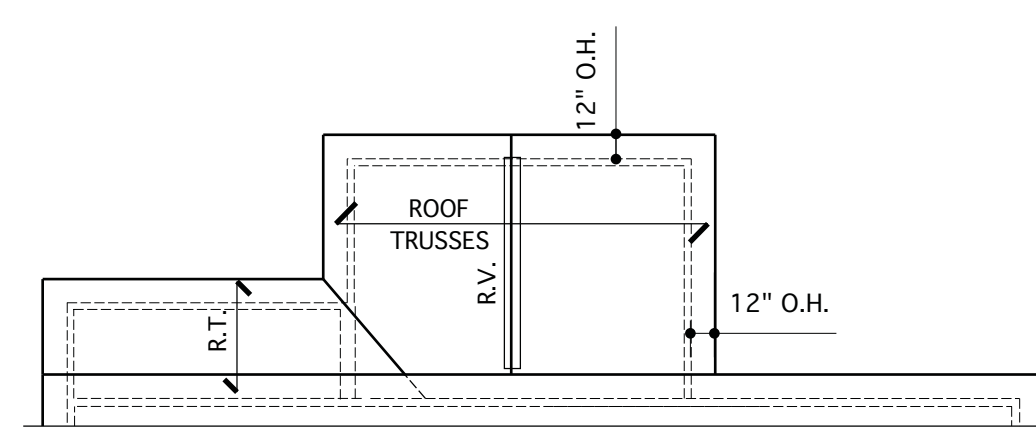 12" O.H.
ROOF
TRUSSES
R.V.
12" O.H.
R.T.